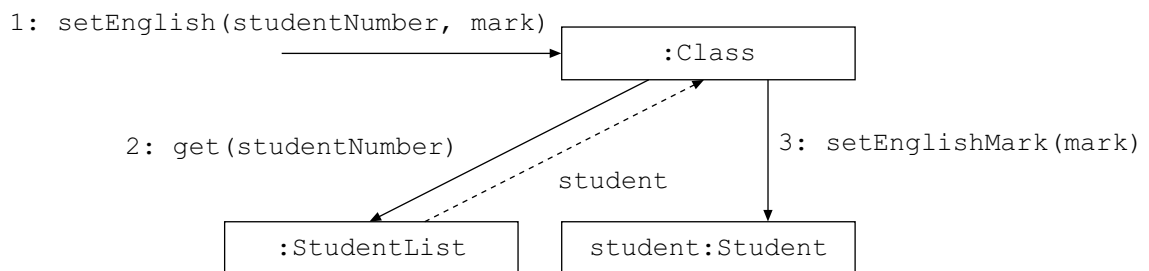 1: setEnglish(studentNumber, mark)
:Class
2: get(studentNumber)
3: setEnglishMark(mark)
student
:StudentList
student:Student